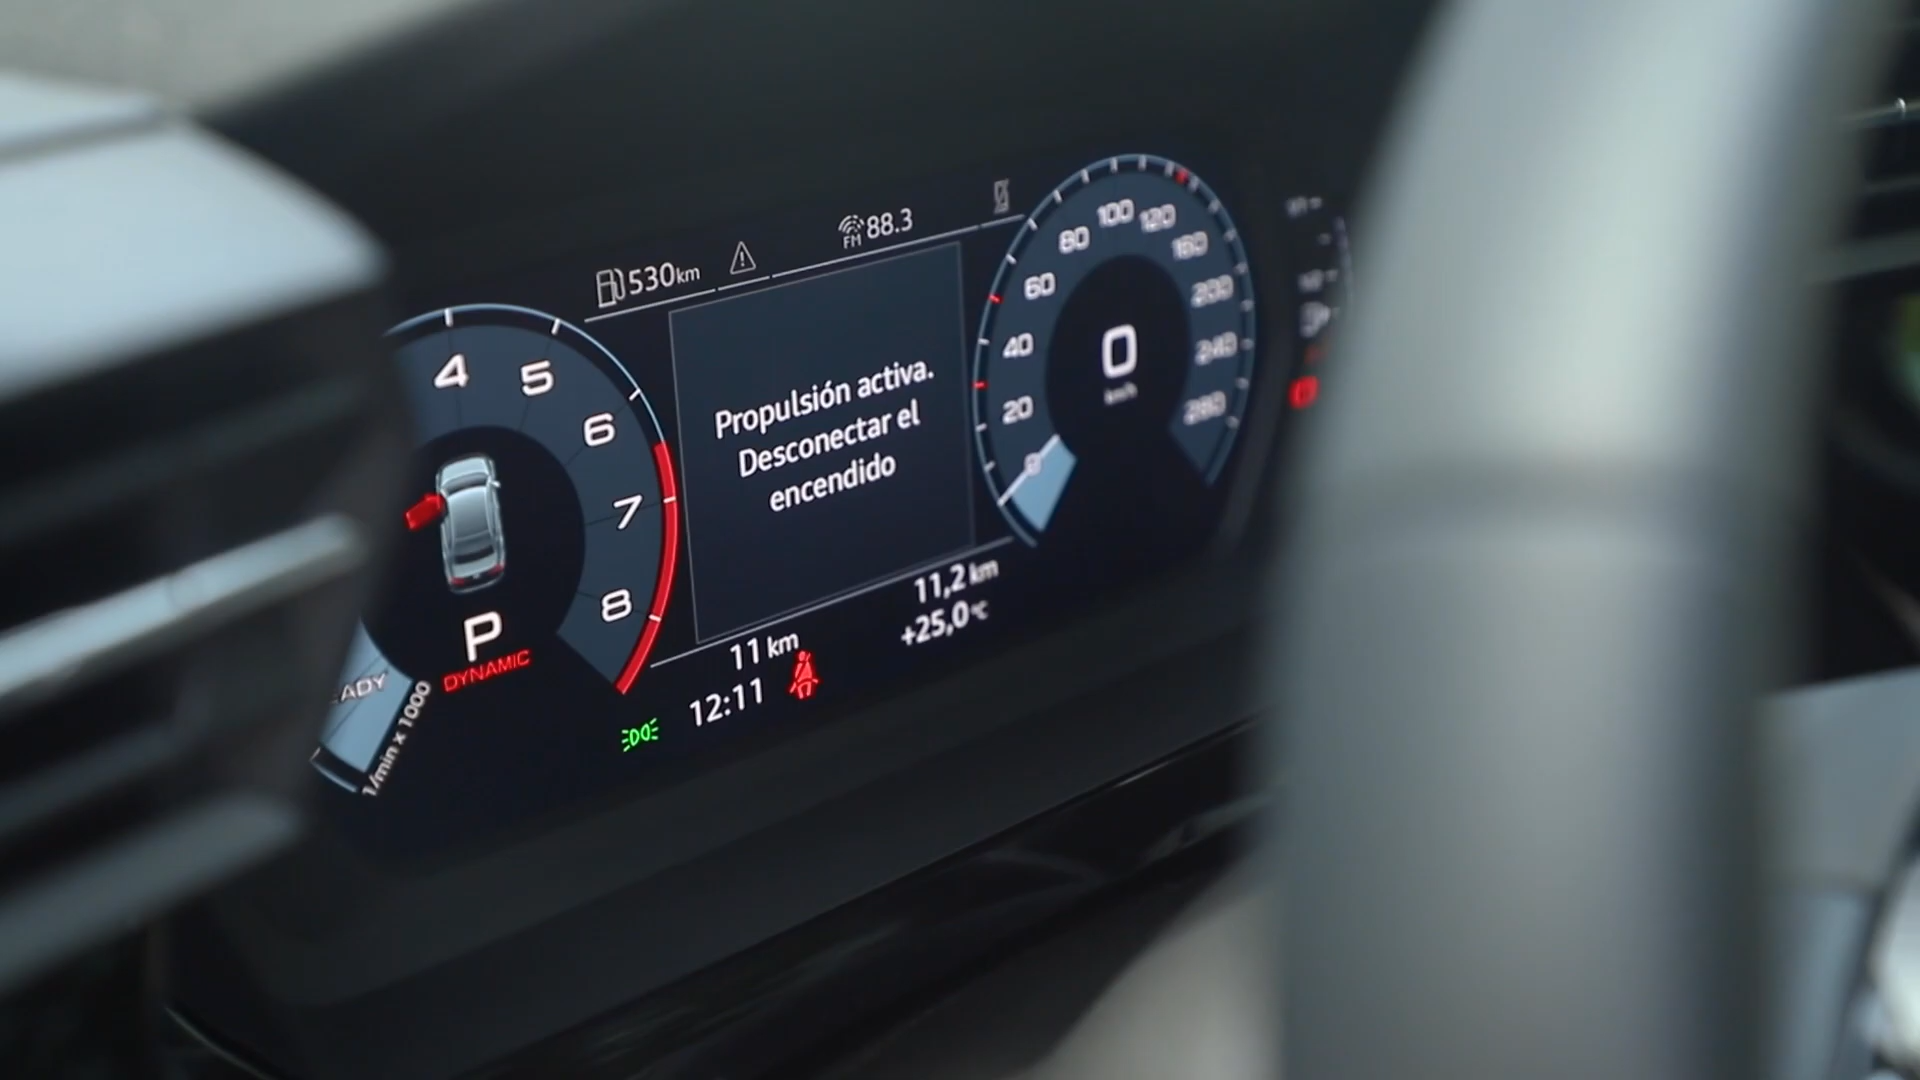 530km
FM 88.3
4
5
6
7
8
P
DYNAMIC
1/min x 1000
Propulsión activa.
Desconectar el
encendido
0
20
40
60
80
100
120
160
200
240
280
0
km/h
11 km
11,2 km
12:11
+25,0°C